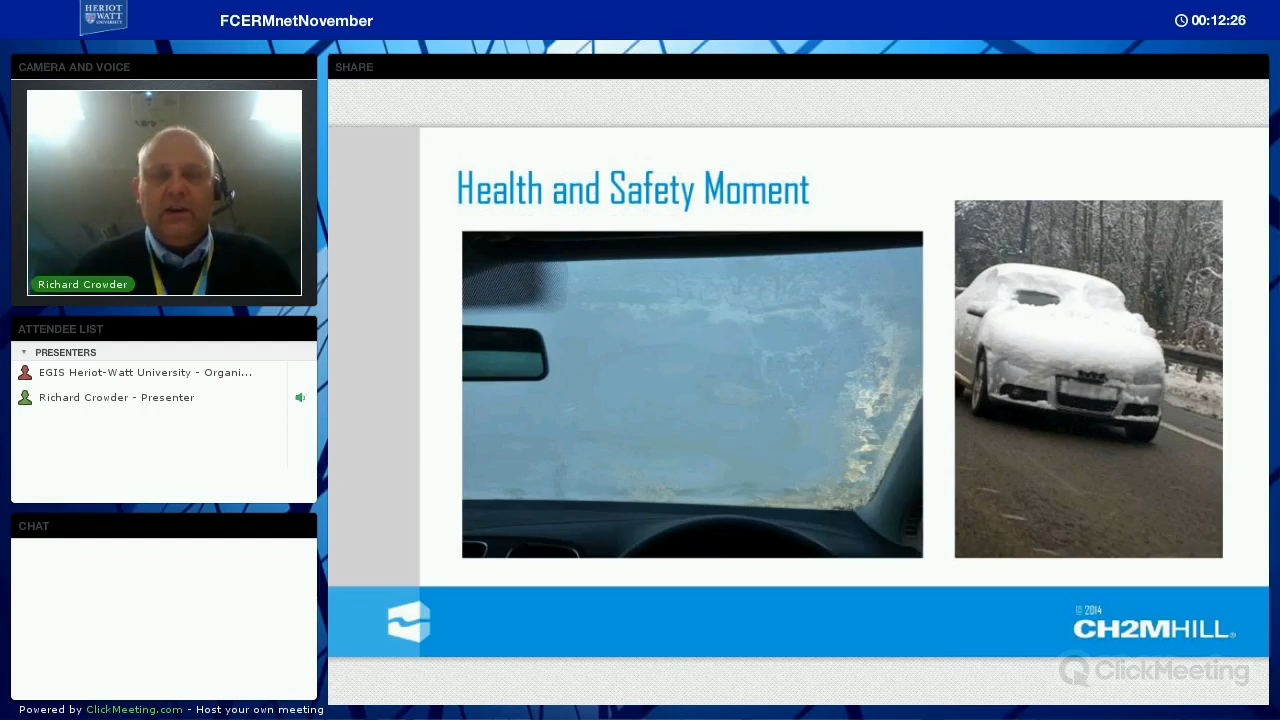 HERIOT
WATT
UNIVERSITY
FCERMnetNovember
00:12:26
CAMERA AND VOICE
SHARE
Richard Crowder
ATTENDEE LIST
PRESENTERS
EGIS Heriot-Watt University - Organi...
Richard Crowder - Presenter
CHAT
Health and Safety Moment
© 2014
CH2MHILL®
ClickMeeting
Powered by ClickMeeting.com - Host your own meeting